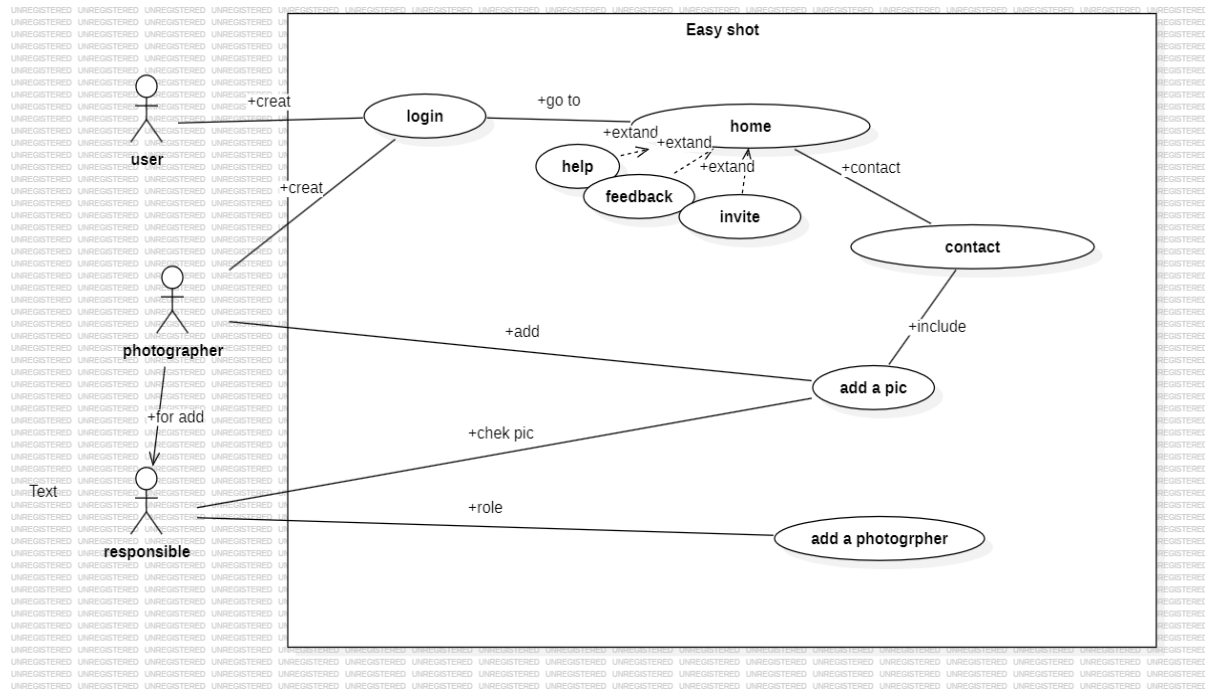 Easy shot
+creat
login
+go to
home
user
+extand
+extand
+extand
help
feedback
invite
+contact
+creat
contact
photographer
+add
+include
add a pic
+for add
+chek pic
Text
+role
responsible
add a photogrpher
UNREGISTERED